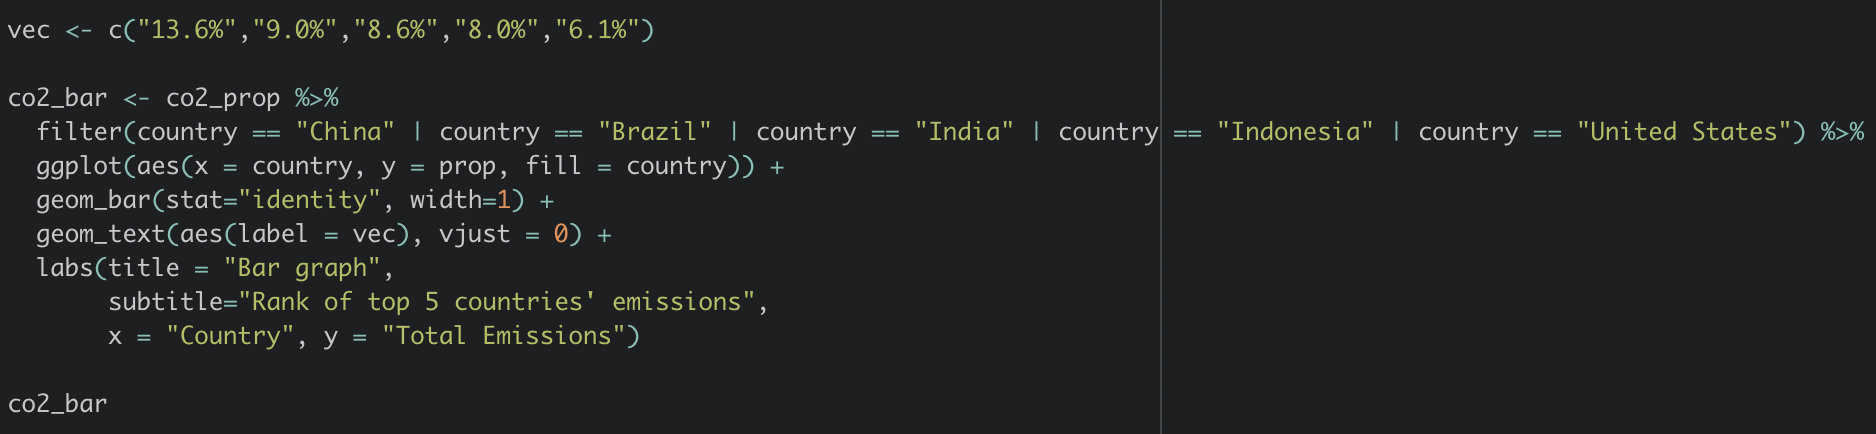 vec <- c("13.6%","9.0%","8.6%","8.0%","6.1%")
co2_bar <- co2_prop %>%
  filter(country == "China" | country == "Brazil" | country == "India" | country == "Indonesia" | country == "United States") %>%
  ggplot(aes(x = country, y = prop, fill = country)) +
  geom_bar(stat="identity", width=1) +
  geom_text(aes(label = vec), vjust = 0) +
  labs(title = "Bar graph",
       subtitle="Rank of top 5 countries' emissions",
       x = "Country", y = "Total Emissions")
co2_bar